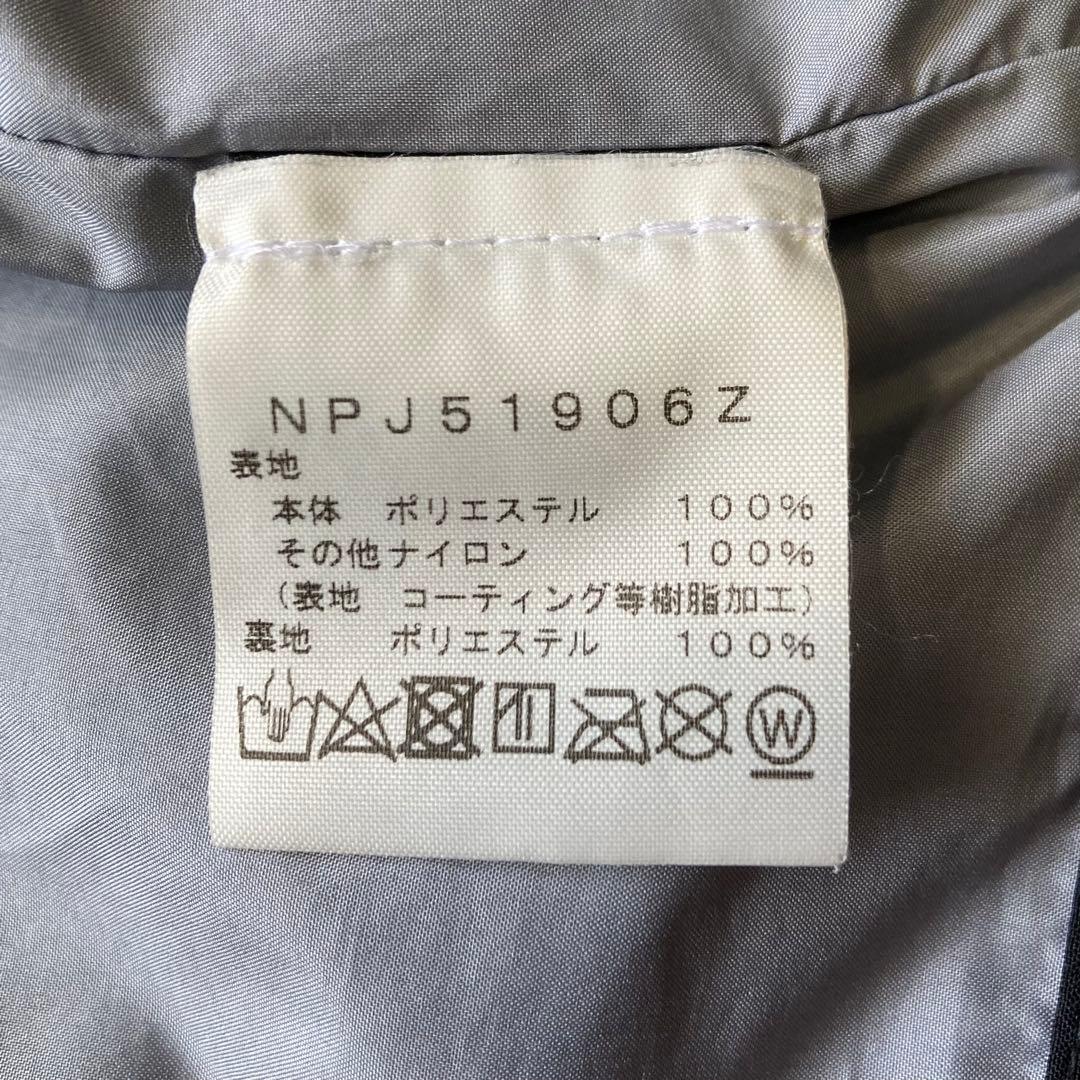 NPJ51906Z
表地
本体 ポリエステル 100%
その他ナイロン 100%
(表地 コーティング等樹脂加工)
裏地 ポリエステル 100%
W